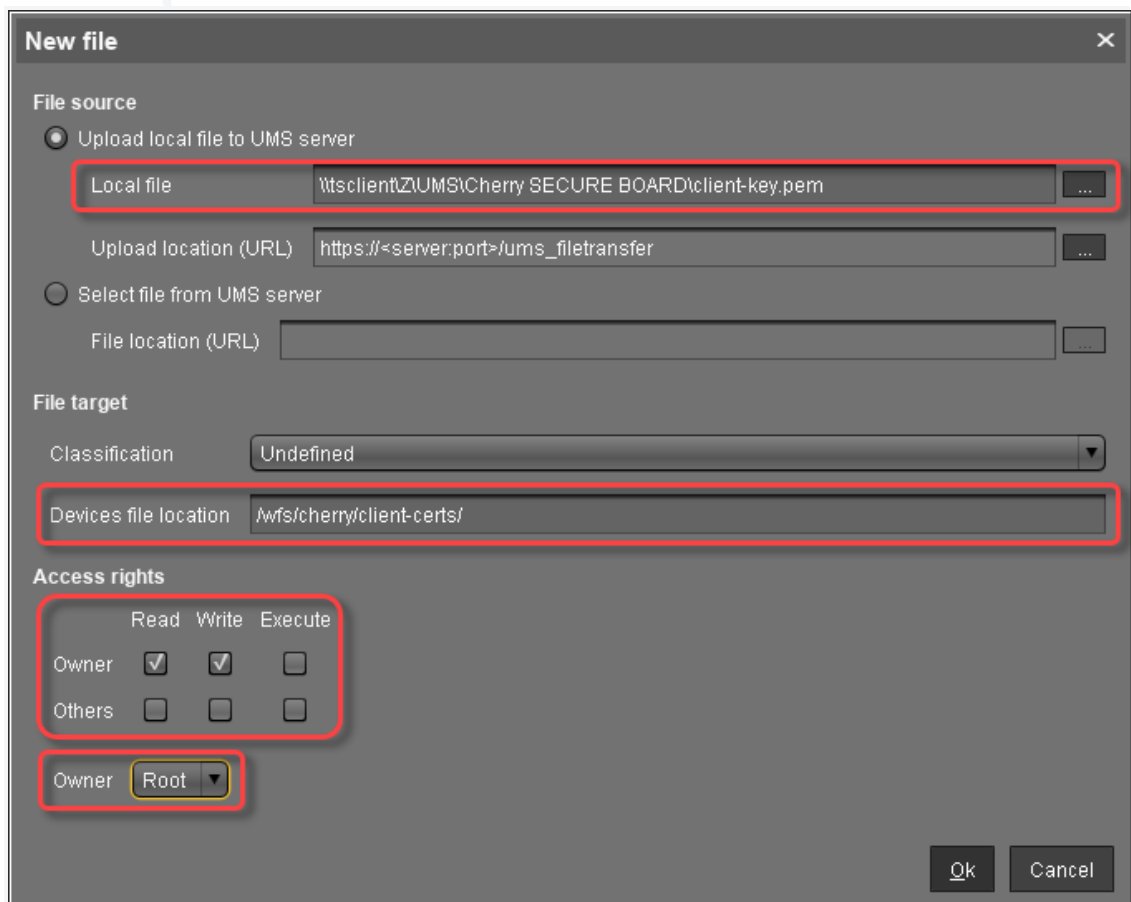 New file
File source
Upload local file to UMS server
Local file \\tsclient\Z\UMS\Cherry SECURE BOARD\client-key.pem ...
Upload location (URL) https://<server:port>/ums_filetransfer ...
Select file from UMS server
File location (URL) ...
File target
Classification Undefined
Devices file location /wfs/cherry/client-certs/
Access rights
Read Write Execute
Owner
Others
Owner Root
Ok Cancel